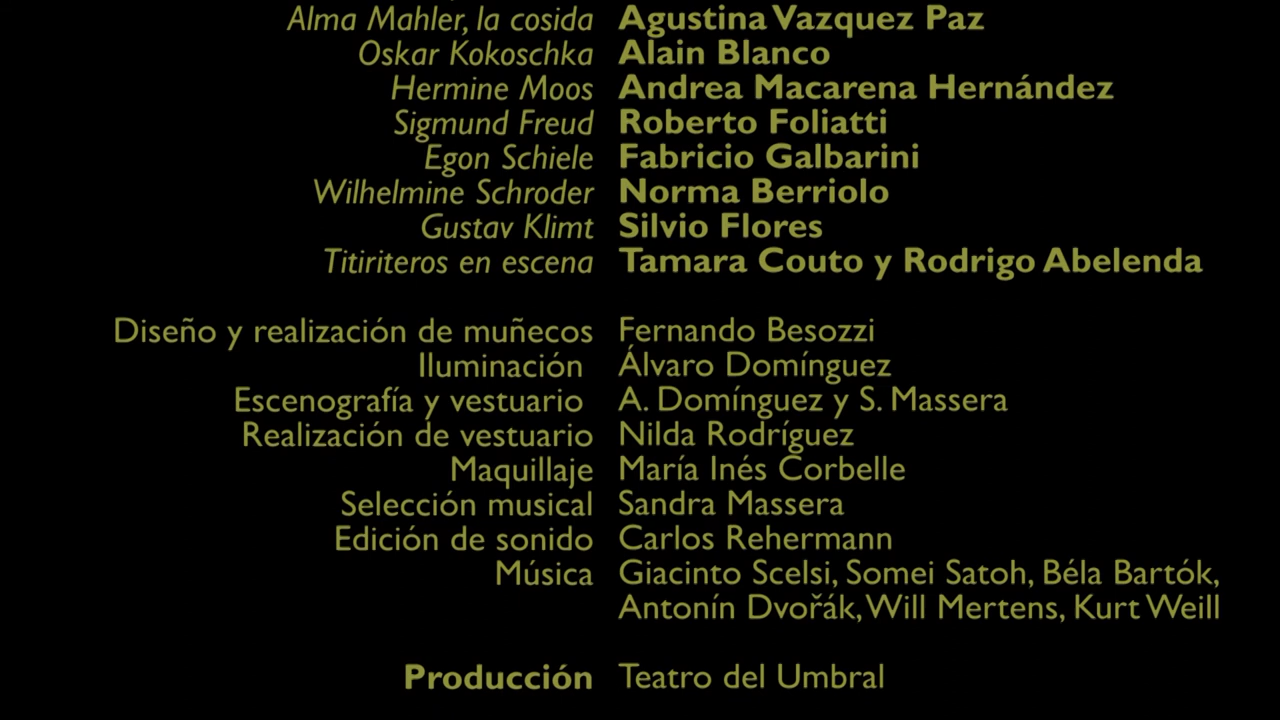 Alma Mahler, la cosida Agustina Vazquez Paz
Oskar Kokoschka Alain Blanco
Hermine Moos Andrea Macarena Hernández
Sigmund Freud Roberto Foliatti
Egon Schiele Fabricio Galbarini
Wilhelmine Schroder Norma Berriolo
Gustav Klimt Silvio Flores
Titiriteros en escena Tamara Couto y Rodrigo Abelenda
Diseño y realización de muñecos Fernando Besozzi
Iluminación Álvaro Domínguez
Escenografía y vestuario A. Domínguez y S. Massera
Realización de vestuario Nilda Rodríguez
Maquillaje María Inés Corbelle
Selección musical Sandra Massera
Edición de sonido Carlos Rehermann
Música Giacinto Scelsi, Somei Satoh, Béla Bartók,
Antonín Dvořák, Will Mertens, Kurt Weill
Producción Teatro del Umbral